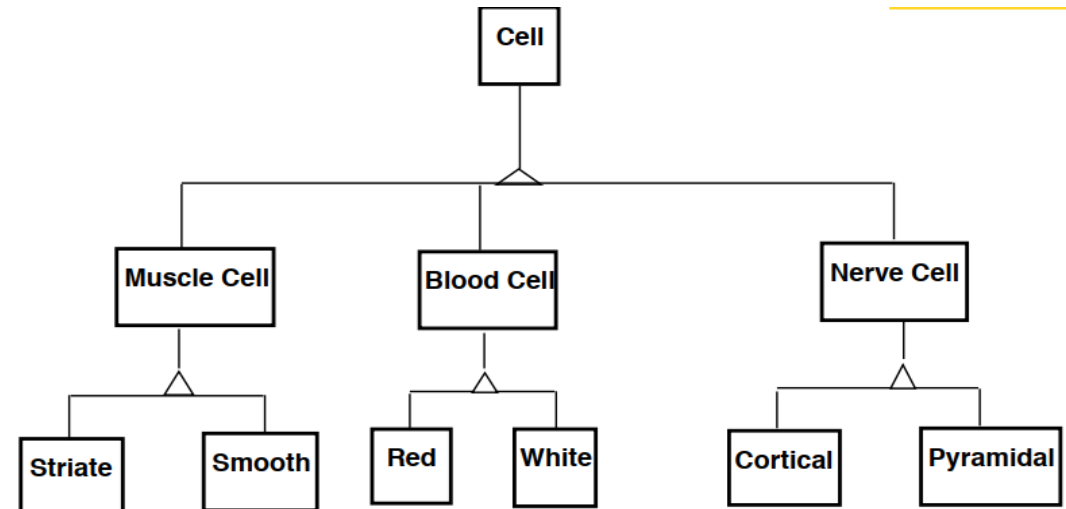 Cell
Muscle Cell
Blood Cell
Nerve Cell
Striate
Smooth
Red
White
Cortical
Pyramidal